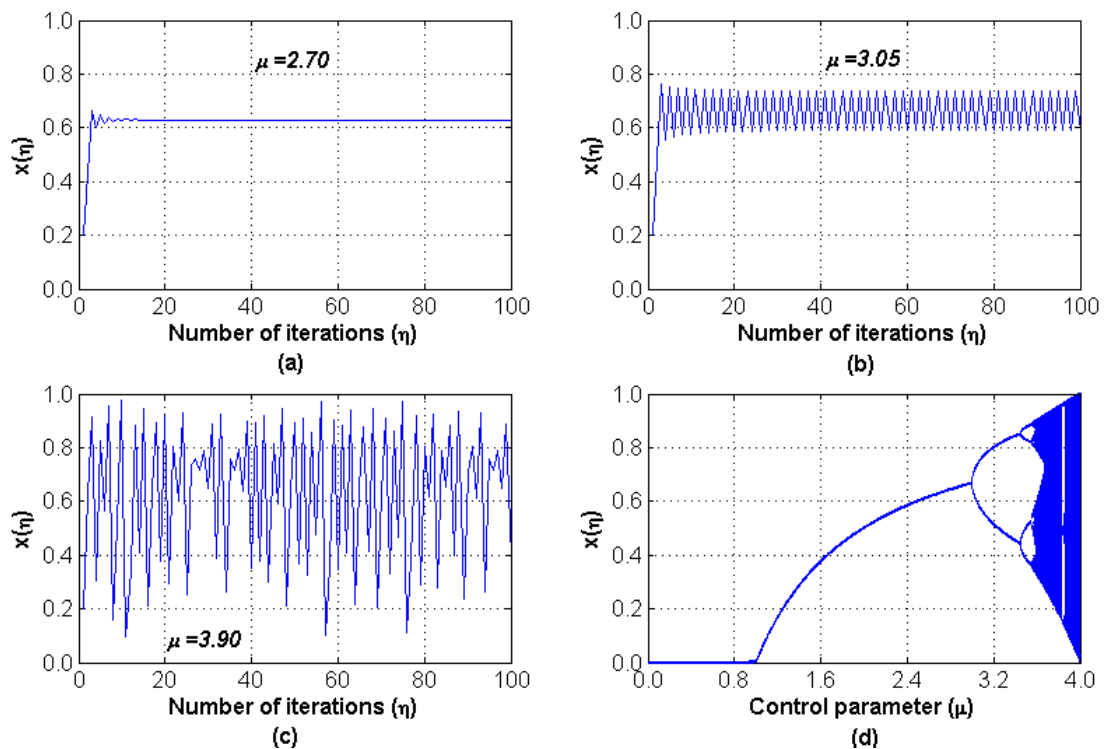 1.0
0.8
0.6
0.4
0.2
0.0
x(η)
μ =2.70
0 20 40 60 80 100
Number of iterations (η)
(a)
1.0
0.8
0.6
0.4
0.2
0.0
x(η)
μ =3.05
0 20 40 60 80 100
Number of iterations (η)
(b)
1.0
0.8
0.6
0.4
0.2
0.0
x(η)
μ =3.90
0 20 40 60 80 100
Number of iterations (η)
(c)
1.0
0.8
0.6
0.4
0.2
0.0
x(η)
0.0 0.8 1.6 2.4 3.2 4.0
Control parameter (μ)
(d)